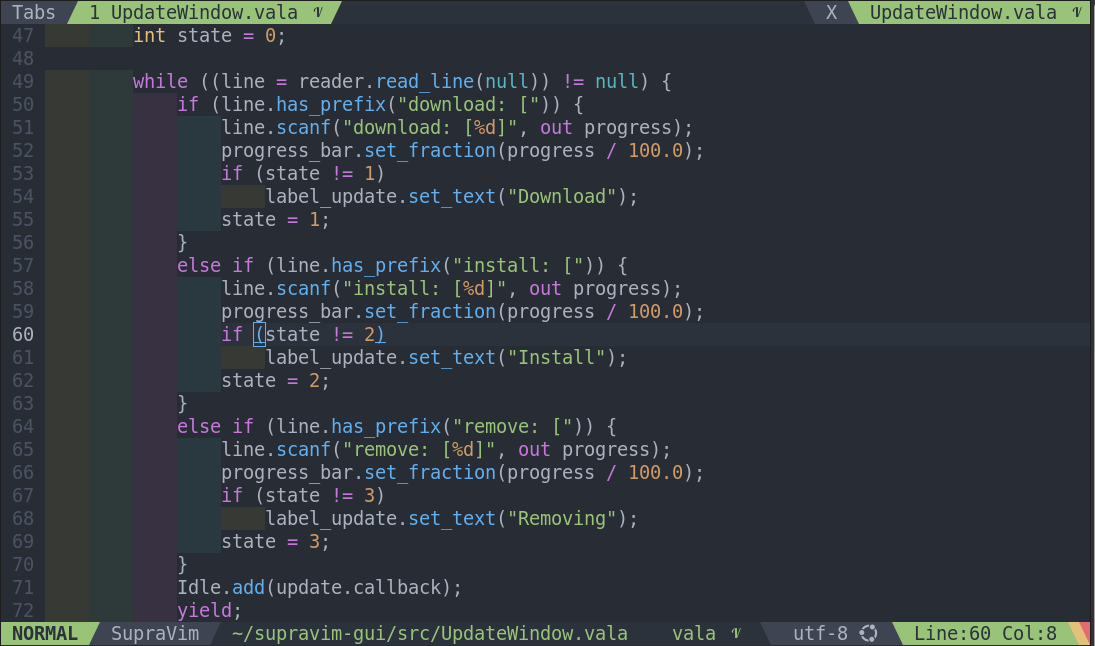 Tabs 1 UpdateWindow.vala X UpdateWindow.vala
47 int state = 0;
48
49 while ((line = reader.read_line(null)) != null) {
50 if (line.has_prefix("download: [")) {
51 line.scanf("download: [%d]", out progress);
52 progress_bar.set_fraction(progress / 100.0);
53 if (state != 1)
54 label_update.set_text("Download");
55 state = 1;
56 }
57 else if (line.has_prefix("install: [")) {
58 line.scanf("install: [%d]", out progress);
59 progress_bar.set_fraction(progress / 100.0);
60 if (state != 2)
61 label_update.set_text("Install");
62 state = 2;
63 }
64 else if (line.has_prefix("remove: [")) {
65 line.scanf("remove: [%d]", out progress);
66 progress_bar.set_fraction(progress / 100.0);
67 if (state != 3)
68 label_update.set_text("Removing");
69 state = 3;
70 }
71 Idle.add(update.callback);
72 yield;
NORMAL SupraVim ~/supravim-gui/src/UpdateWindow.vala vala utf-8 Line:60 Col:8